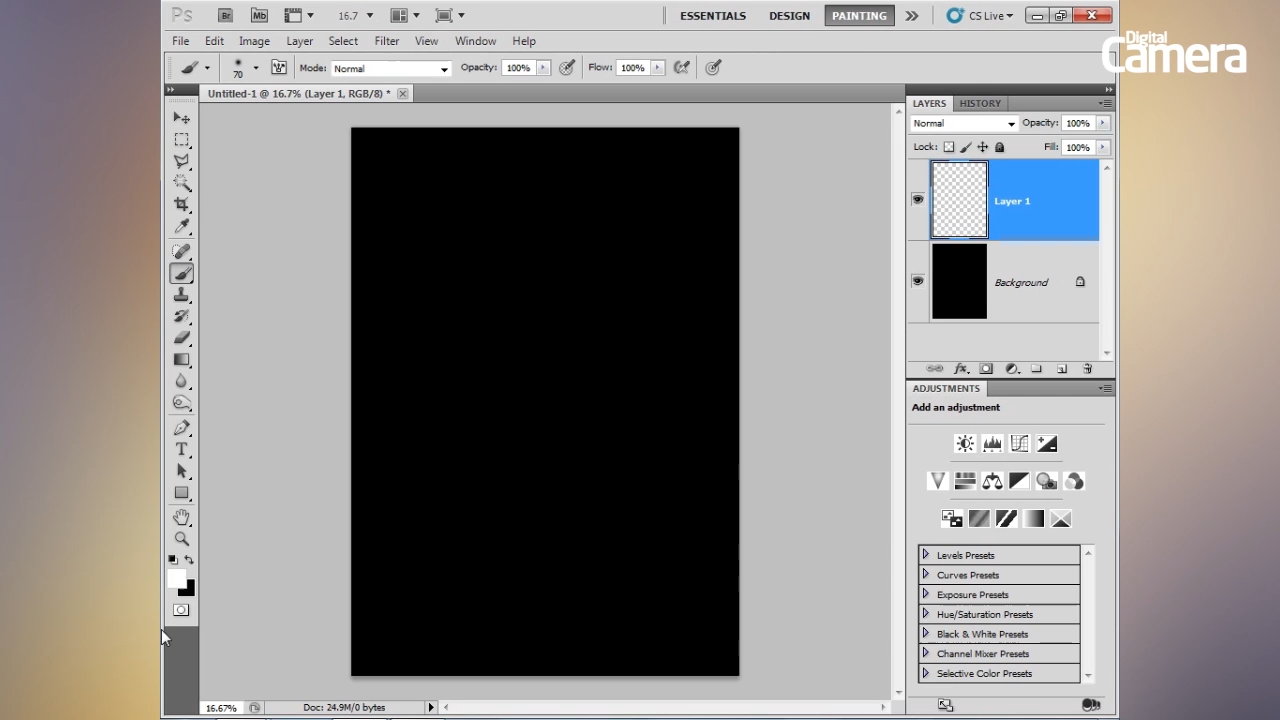 Ps Br Mb 16.7 ESSENTIALS DESIGN PAINTING CS Live
File Edit Image Layer Select Filter View Window Help
70 Mode: Normal Opacity: 100% Flow: 100%
Digital
Camera
Untitled-1 @ 16.7% (Layer 1, RGB/8) *
LAYERS HISTORY
Normal Opacity: 100%
Lock: Fill: 100%
Layer 1
Background
ADJUSTMENTS
Add an adjustment
Levels Presets
Curves Presets
Exposure Presets
Hue/Saturation Presets
Black & White Presets
Channel Mixer Presets
Selective Color Presets
16.67% Doc: 24.9M/0 bytes